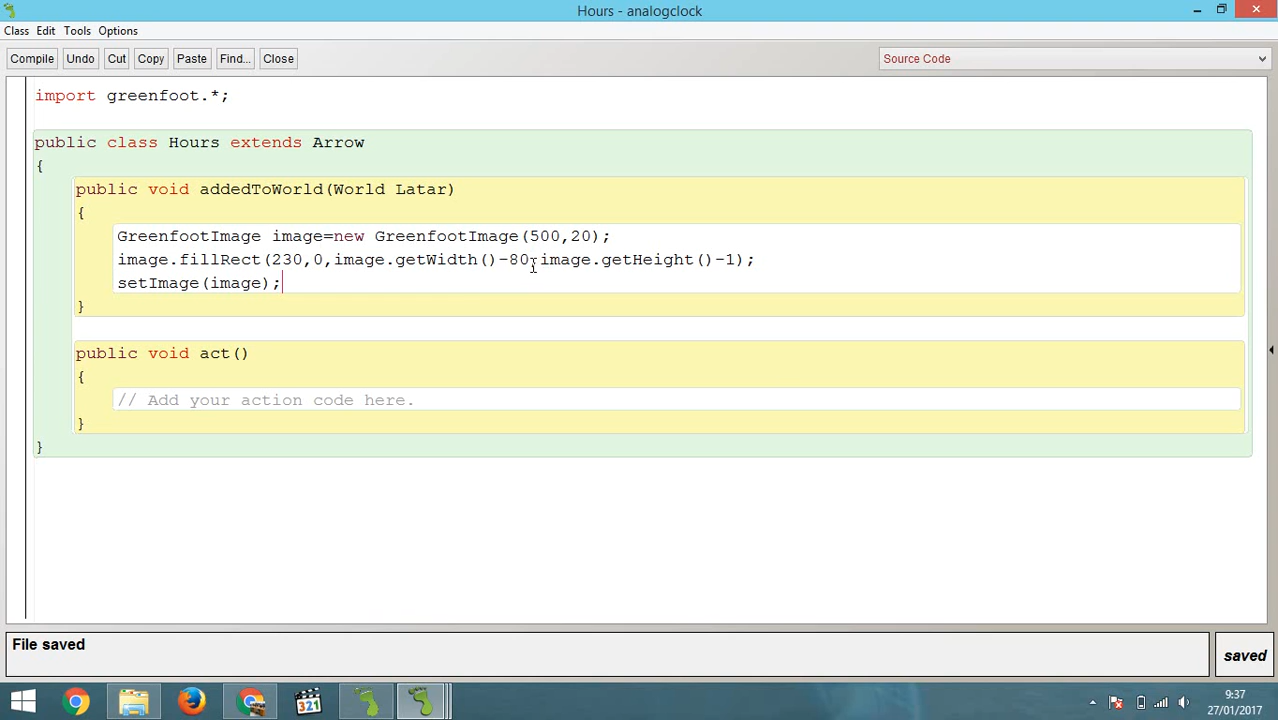 Hours - analogclock
Class Edit Tools Options
Compile Undo Cut Copy Paste Find... Close Source Code
import greenfoot.*;
public class Hours extends Arrow
{
public void addedToWorld(World Latar)
{
GreenfootImage image=new GreenfootImage(500,20);
image.fillRect(230,0,image.getWidth()-80,image.getHeight()-1);
setImage(image);
}
public void act()
{
// Add your action code here.
}
}
File saved
saved
321
9:37
27/01/2017